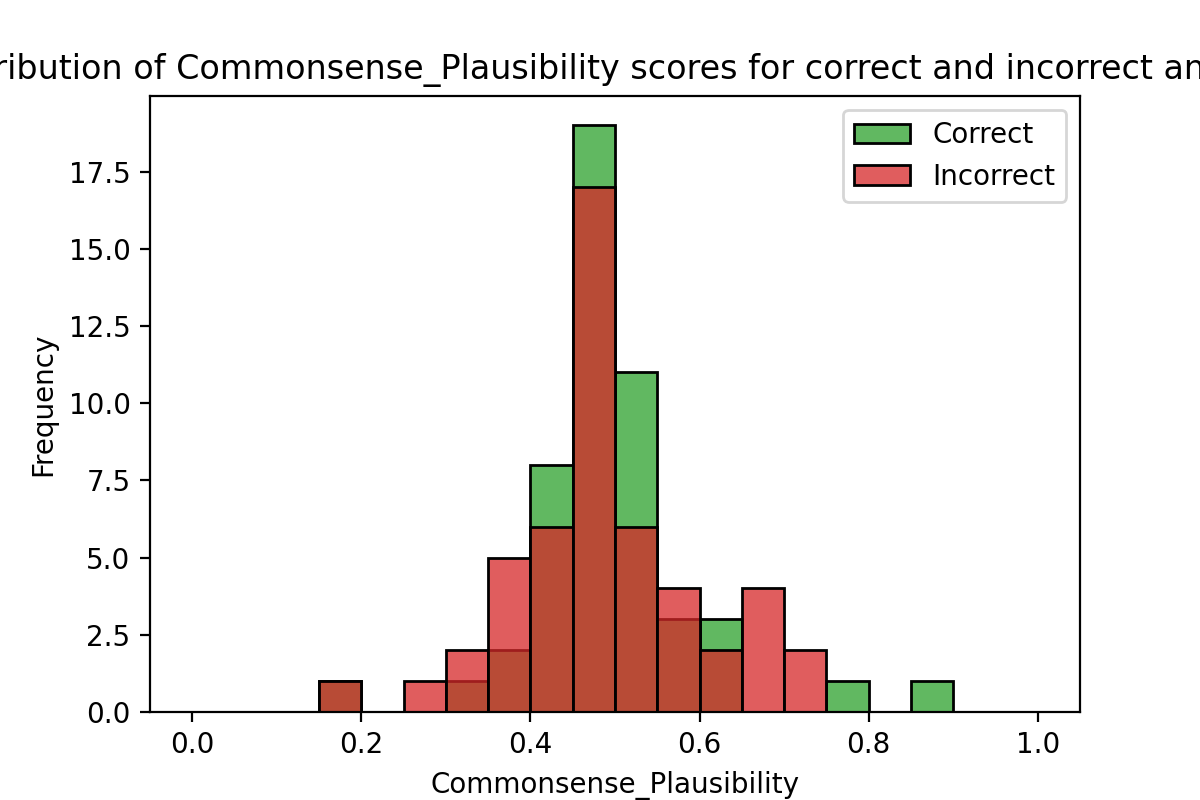 ribution of Commonsense_Plausibility scores for correct and incorrect an
Correct
Incorrect
17.5
15.0
12.5
10.0
7.5
5.0
2.5
0.0
Frequency
0.0 0.2 0.4 0.6 0.8 1.0
Commonsense_Plausibility